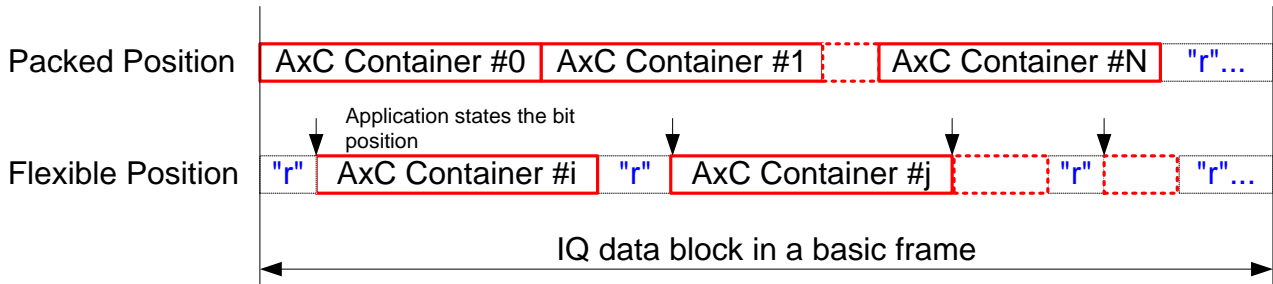 Packed Position AxC Container #0 AxC Container #1 AxC Container #N "r"...
Application states the bit
position
Flexible Position "r" AxC Container #i "r" AxC Container #j "r" "r"...
IQ data block in a basic frame